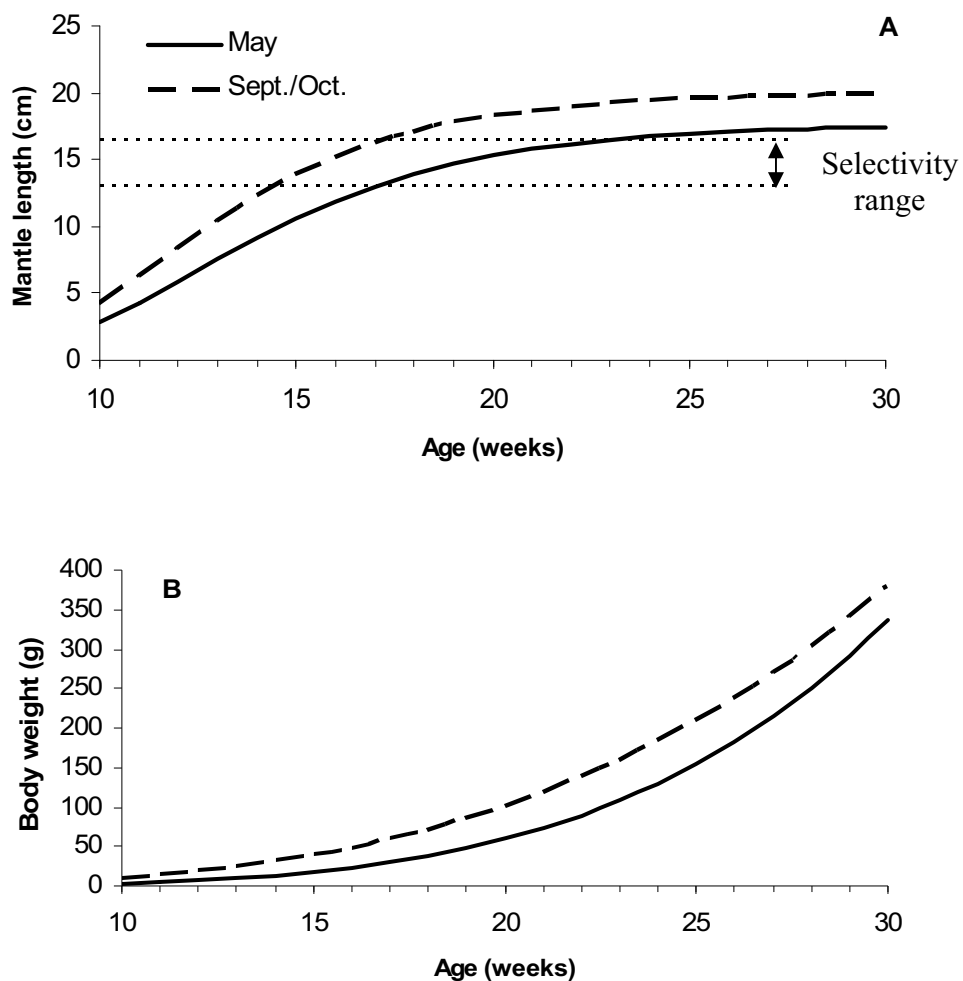 A
May
Sept./Oct.
25
20
15
10
5
0
Mantle length (cm)
Selectivity
range
10 15 20 25 30
Age (weeks)
B
400
350
300
250
200
150
100
50
0
Body weight (g)
10 15 20 25 30
Age (weeks)